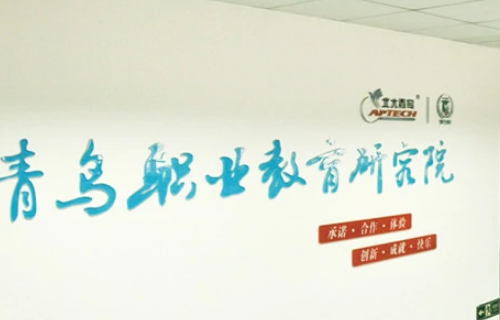 北大青鸟
APTECH
青鸟职业教育研究院
承诺·合作·体验
创新·成就·快乐